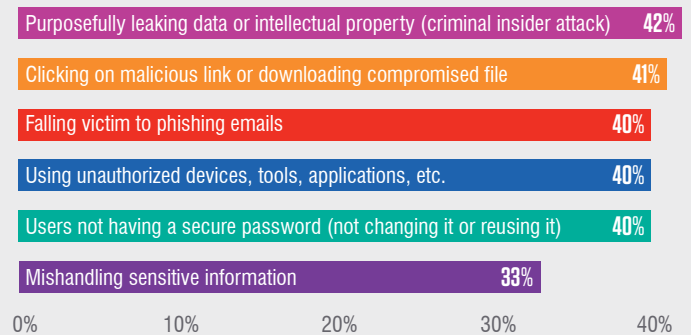 Purposefully leaking data or intellectual property (criminal insider attack) 42%
Clicking on malicious link or downloading compromised file 41%
Falling victim to phishing emails 40%
Using unauthorized devices, tools, applications, etc. 40%
Users not having a secure password (not changing it or reusing it) 40%
Mishandling sensitive information 33%
0% 10% 20% 30% 40%